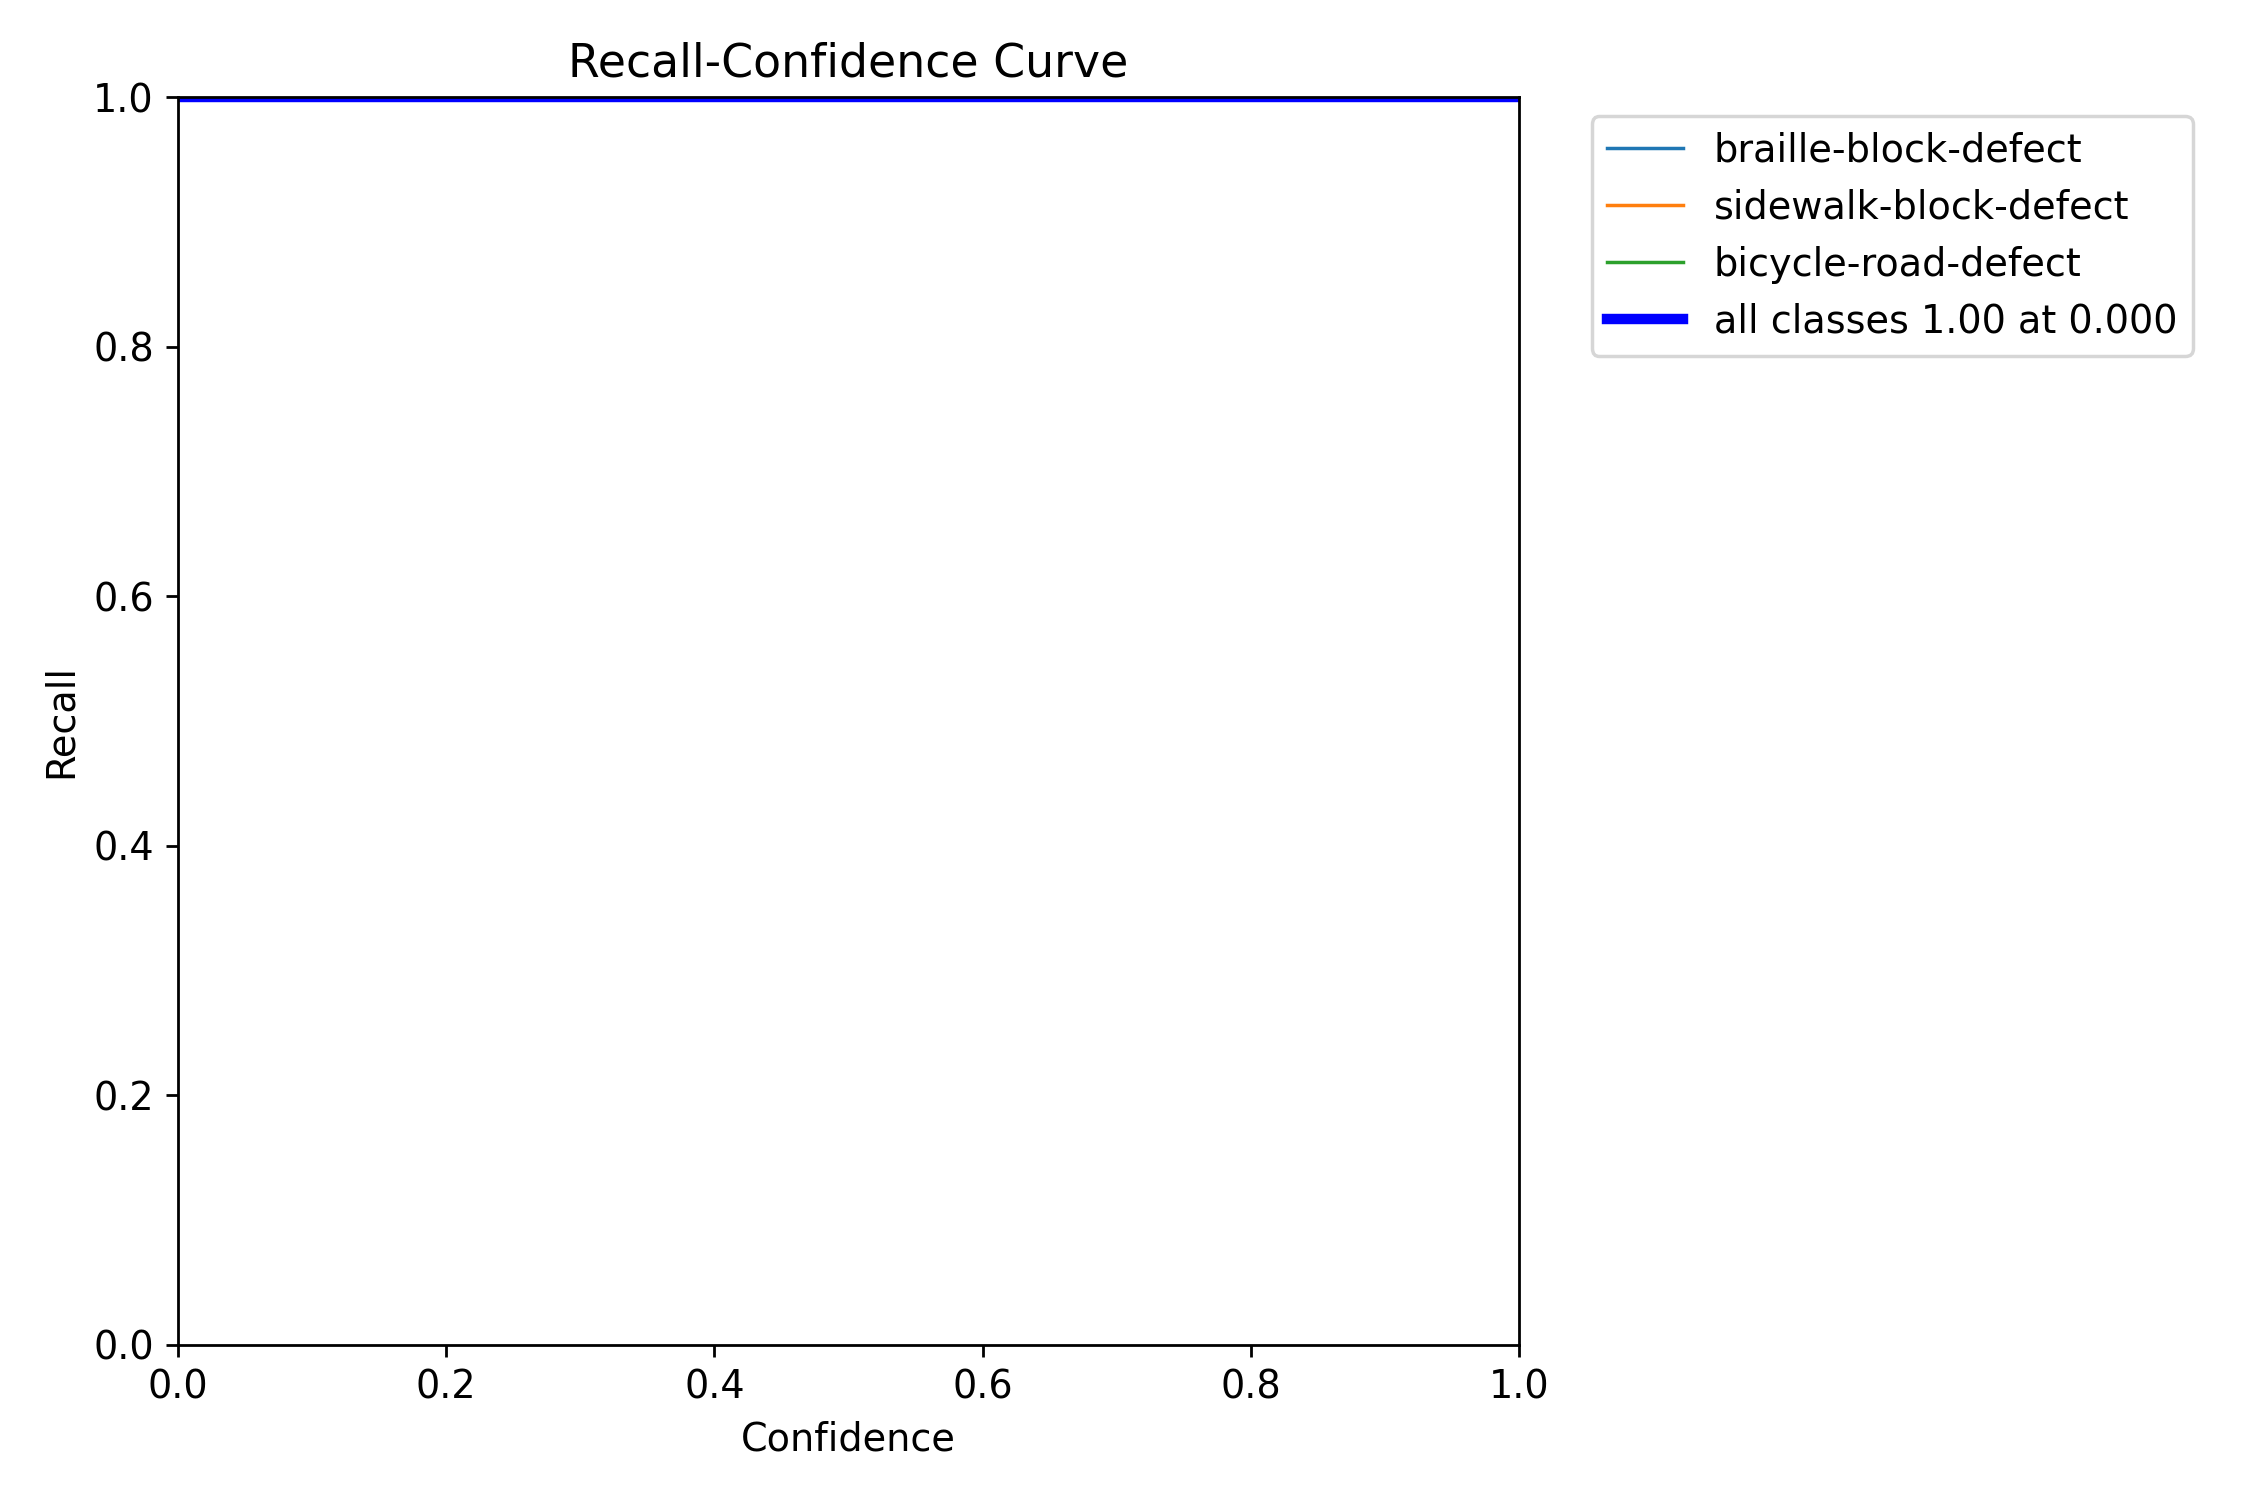 Recall-Confidence Curve
1.0
0.8
0.6
0.4
0.2
0.0
Recall
0.0 0.2 0.4 0.6 0.8 1.0
Confidence
braille-block-defect
sidewalk-block-defect
bicycle-road-defect
all classes 1.00 at 0.000